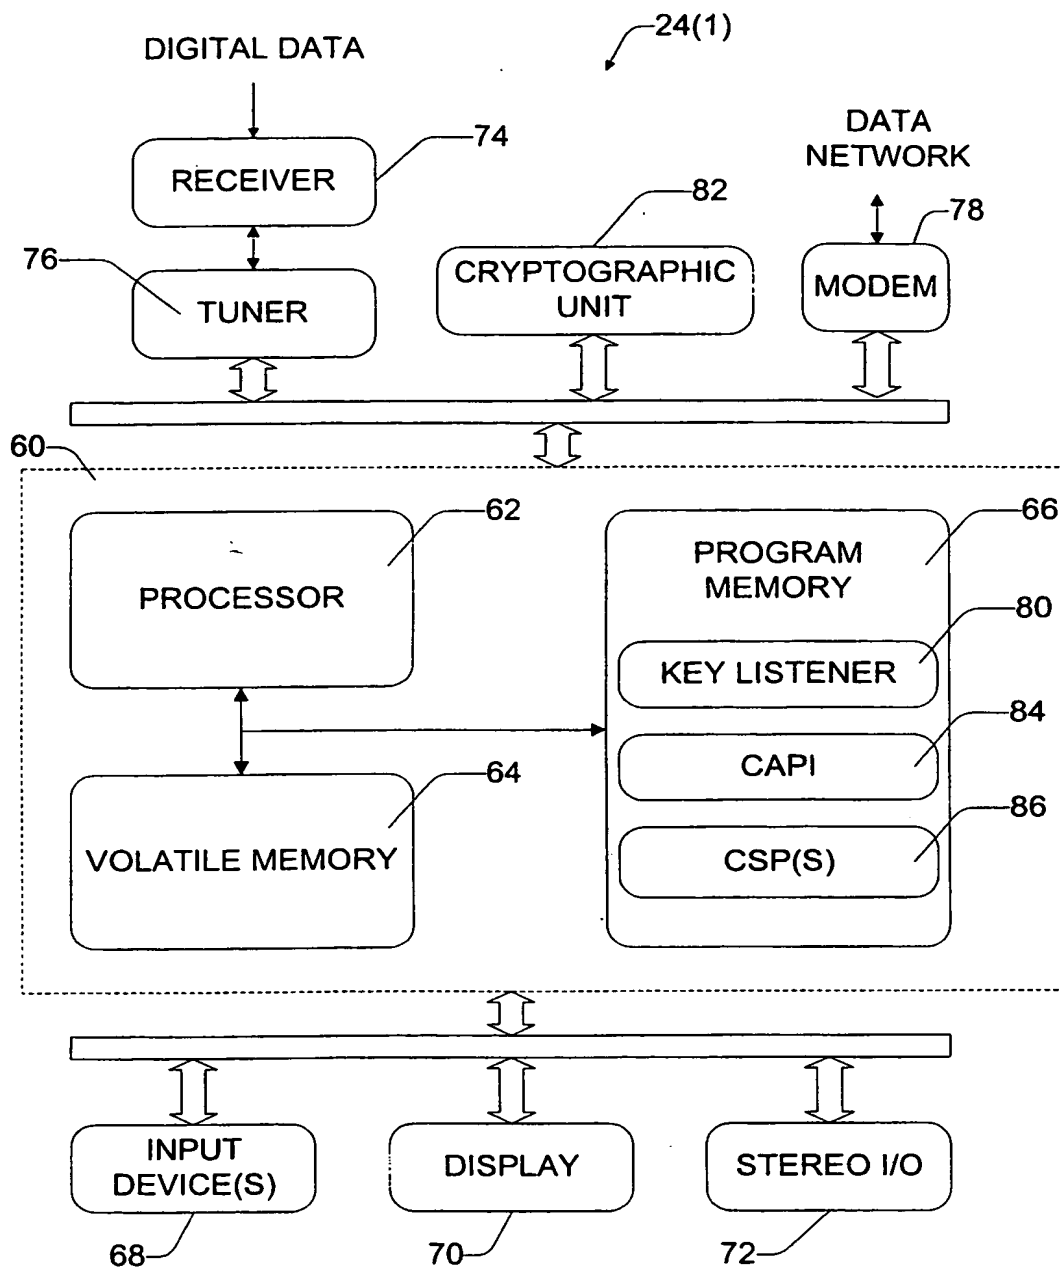 24(1)
DIGITAL DATA
74
RECEIVER
DATA
NETWORK
82
78
76
TUNER
CRYPTOGRAPHIC
UNIT
MODEM
60
62
66
PROCESSOR
PROGRAM
MEMORY
80
KEY LISTENER
84
CAPI
64
86
VOLATILE MEMORY
CSP(S)
INPUT
DEVICE(S)
DISPLAY
STEREO I/O
68
70
72